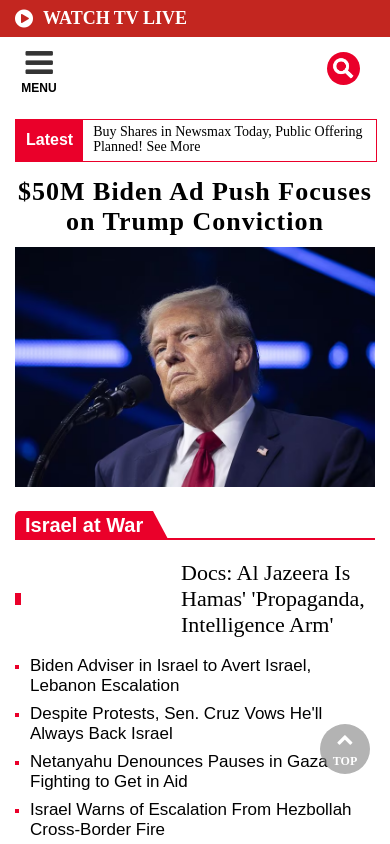 WATCH TV LIVE
MENU
Latest
Buy Shares in Newsmax Today, Public Offering
Planned! See More
$50M Biden Ad Push Focuses
on Trump Conviction
Israel at War
Docs: Al Jazeera Is
Hamas' 'Propaganda,
Intelligence Arm'
Biden Adviser in Israel to Avert Israel,
Lebanon Escalation
Despite Protests, Sen. Cruz Vows He'll
Always Back Israel
Netanyahu Denounces Pauses in Gaza
Fighting to Get in Aid
TOP
Israel Warns of Escalation From Hezbollah
Cross-Border Fire